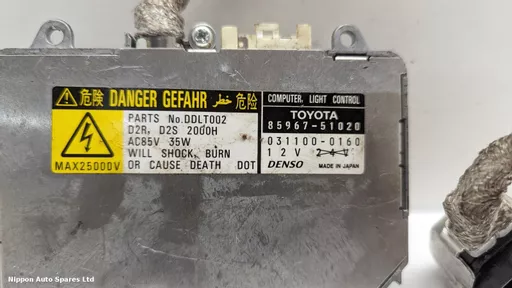 危険 DANGER GEFAHR خطر 危险
PARTS No.DDLT002
D2R, D2S 2000H
AC85V 35W
WILL SHOCK, BURN
OR CAUSE DEATH DOT
MAX25000V
COMPUTER, LIGHT CONTROL
TOYOTA
85967-51020
031100-0160
12V 24V
DENSO MADE IN JAPAN
Nippon Auto Spares Ltd